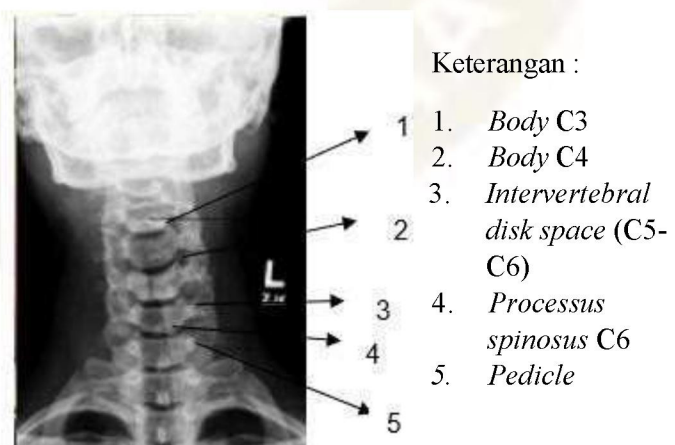 Keterangan :
1
1. Body C3
2. Body C4
2
3. Intervertebral
disk space (C5-
C6)
L
3
4. Processus
spinosus C6
4
5. Pedicle
5